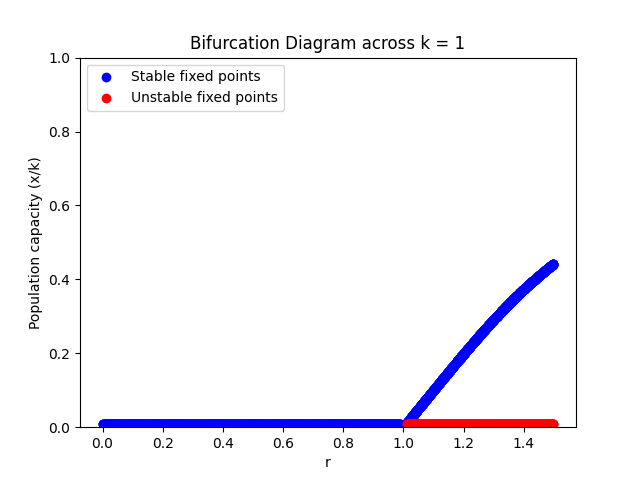 Bifurcation Diagram across k = 1
Stable fixed points
Unstable fixed points
Population capacity (x/k)
1.0
0.8
0.6
0.4
0.2
0.0
0.0 0.2 0.4 0.6 0.8 1.0 1.2 1.4
r